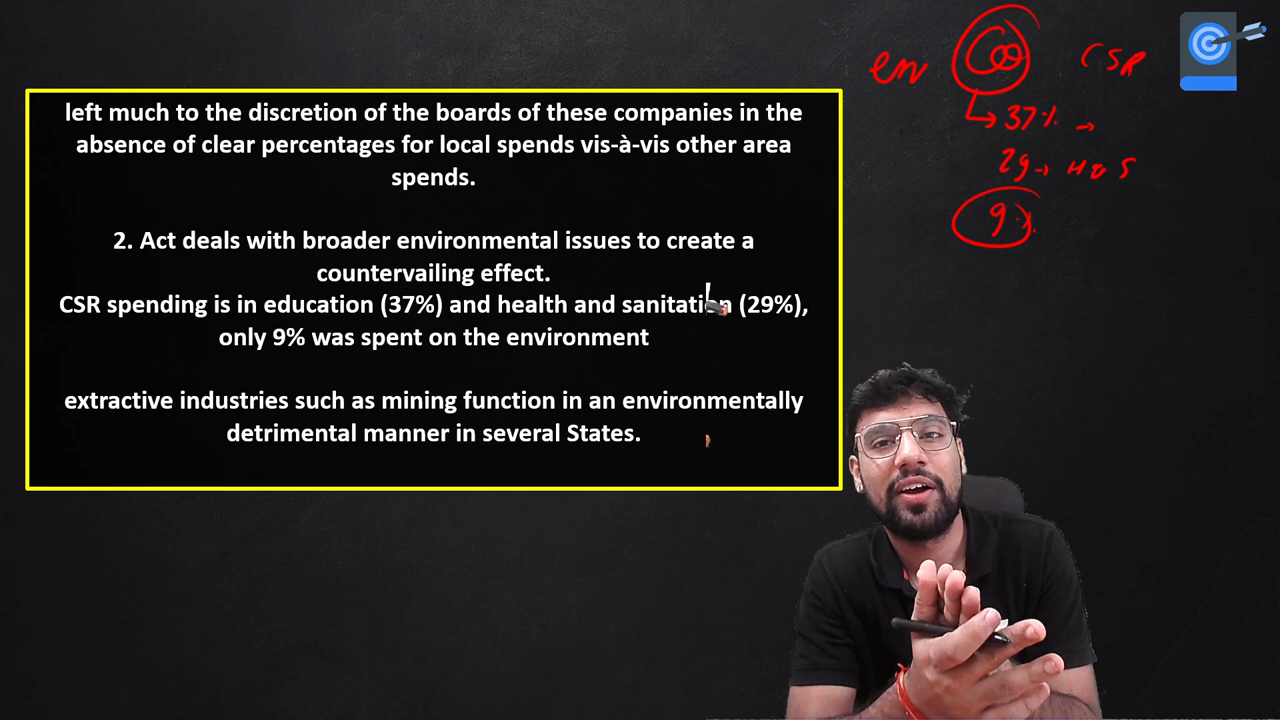 left much to the discretion of the boards of these companies in the
absence of clear percentages for local spends vis-à-vis other area
spends.
2. Act deals with broader environmental issues to create a
countervailing effect.
CSR spending is in education (37%) and health and sanitation (29%),
only 9% was spent on the environment
extractive industries such as mining function in an environmentally
detrimental manner in several States.
en Coo CSR
37%
29 → H & S
9%